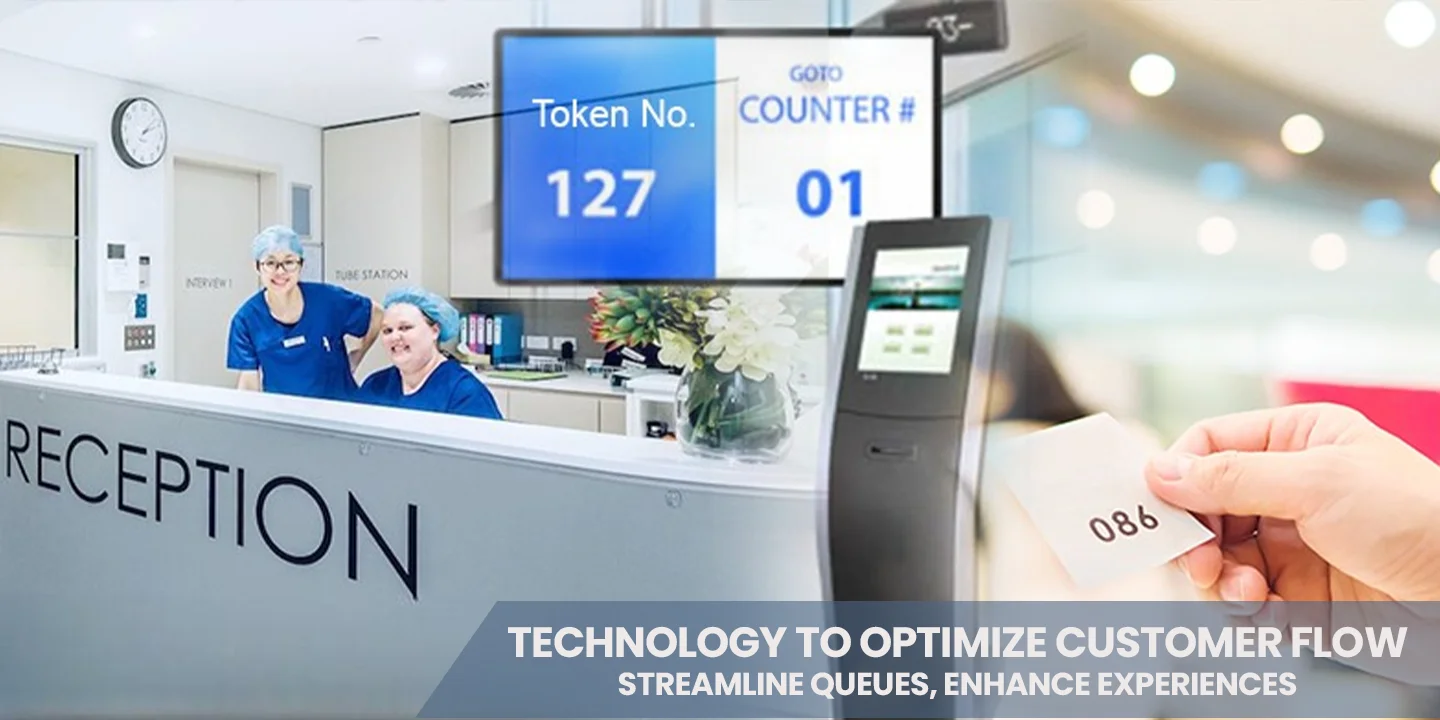 93-
Token No.
127
GOTO
COUNTER #
01
INTERVIEW 1
TUBE STATION
RECEPTION
086
TECHNOLOGY TO OPTIMIZE CUSTOMER FLOW
STREAMLINE QUEUES, ENHANCE EXPERIENCES